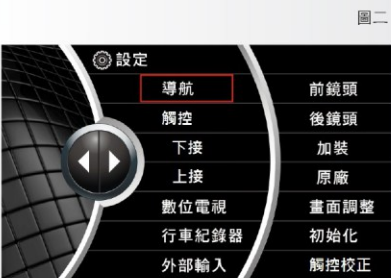 圖二
設定
導航 前鏡頭
觸控 後鏡頭
下接 加裝
上接 原廠
數位電視 畫面調整
行車紀錄器 初始化
外部輸入 觸控校正